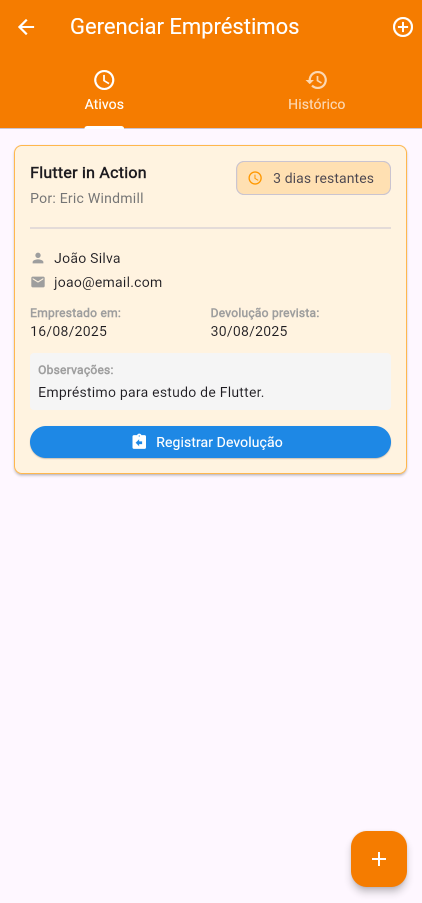 Gerenciar Empréstimos
Ativos
Histórico
Flutter in Action
3 dias restantes
Por: Eric Windmill
João Silva
joao@email.com
Emprestado em:
Devolução prevista:
16/08/2025
30/08/2025
Observações:
Empréstimo para estudo de Flutter.
Registrar Devolução